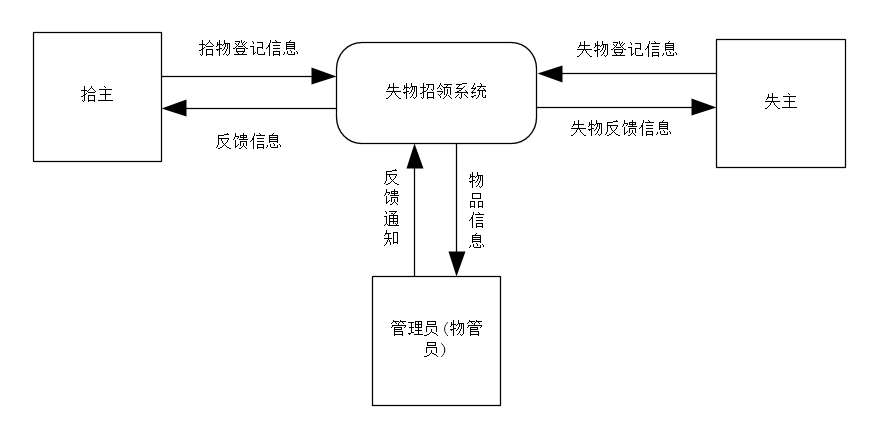 拾物登记信息
失物登记信息
拾主
失物招领系统
失主
反馈信息
失物反馈信息
反馈通知
物品信息
管理员(物管
员)